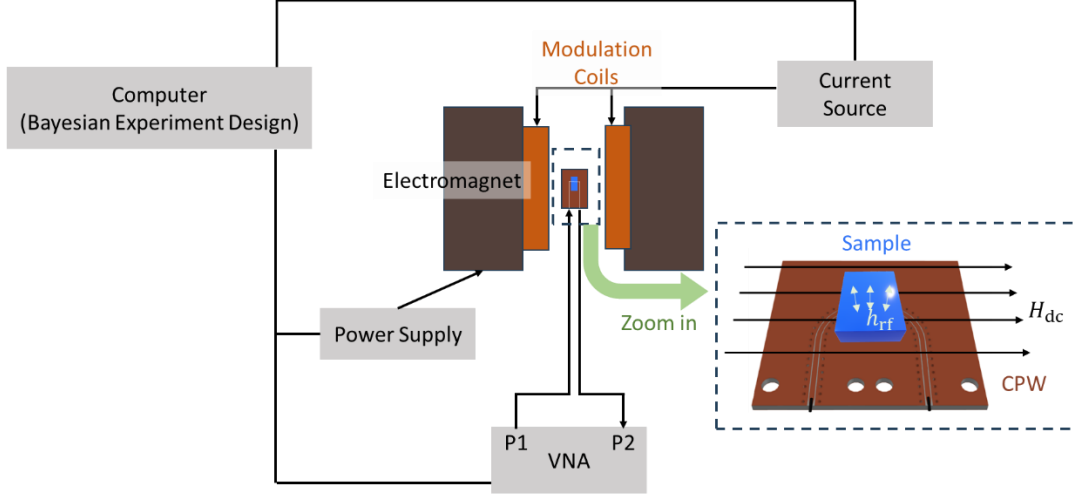 Modulation
Coils
Computer
(Bayesian Experiment Design)
Current
Source
Electromagnet
Sample
h_rf
H_dc
Zoom in
Power Supply
CPW
P1
P2
VNA